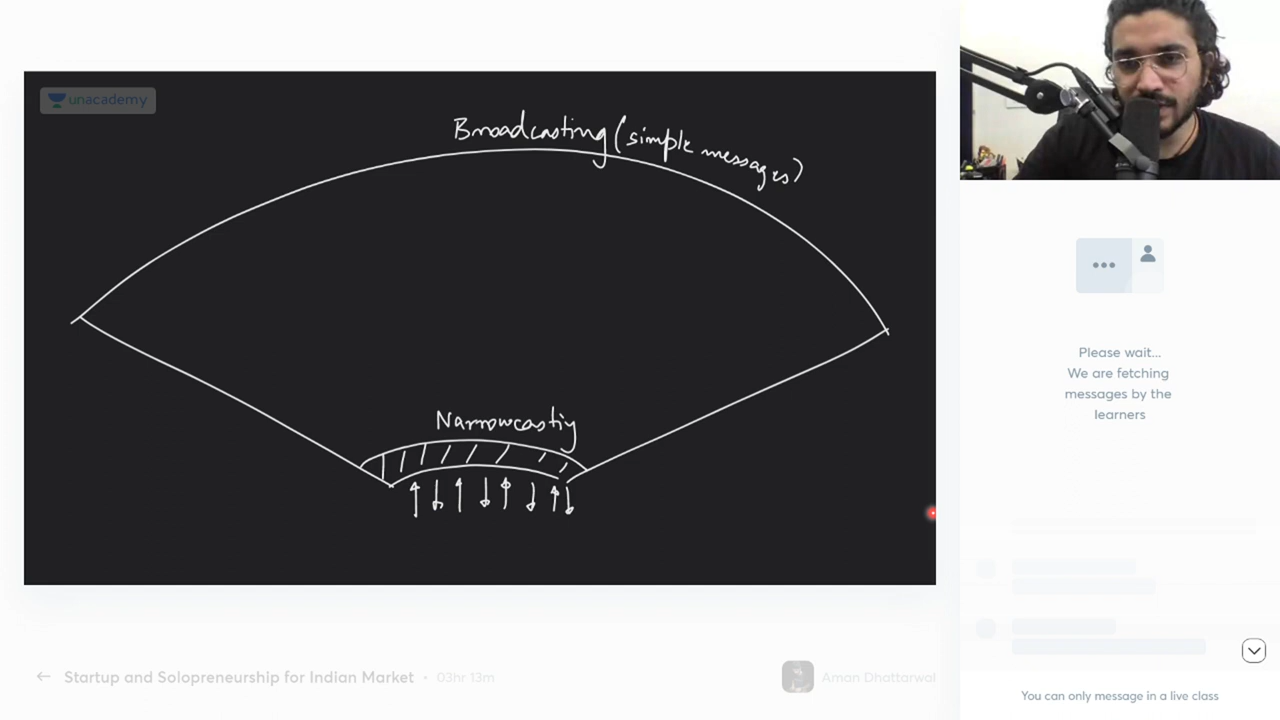 unacademy
Broadcasting (simple messages)
Narrowcasting
•••
Please wait...
We are fetching
messages by the
learners
← Startup and Solopreneurship for Indian Market • 03hr 13m
Aman Dhattarwal
You can only message in a live class